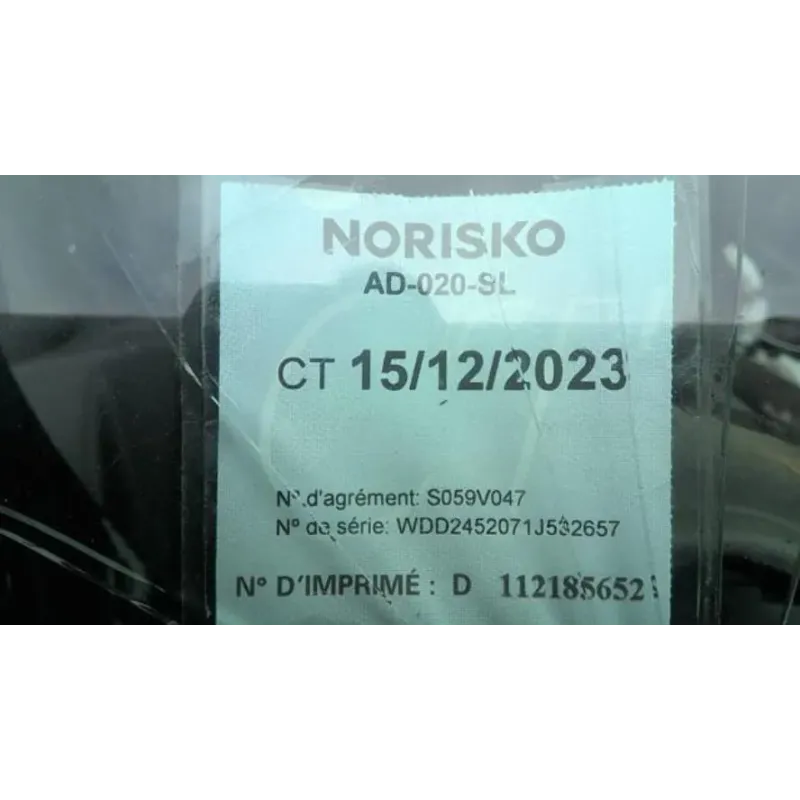 NORISKO
AD-020-SL
CT 15/12/2023
N° d'agrément: S059V047
N° de série: WDD2452071J532657
N° D'IMPRIMÉ : D 112185652